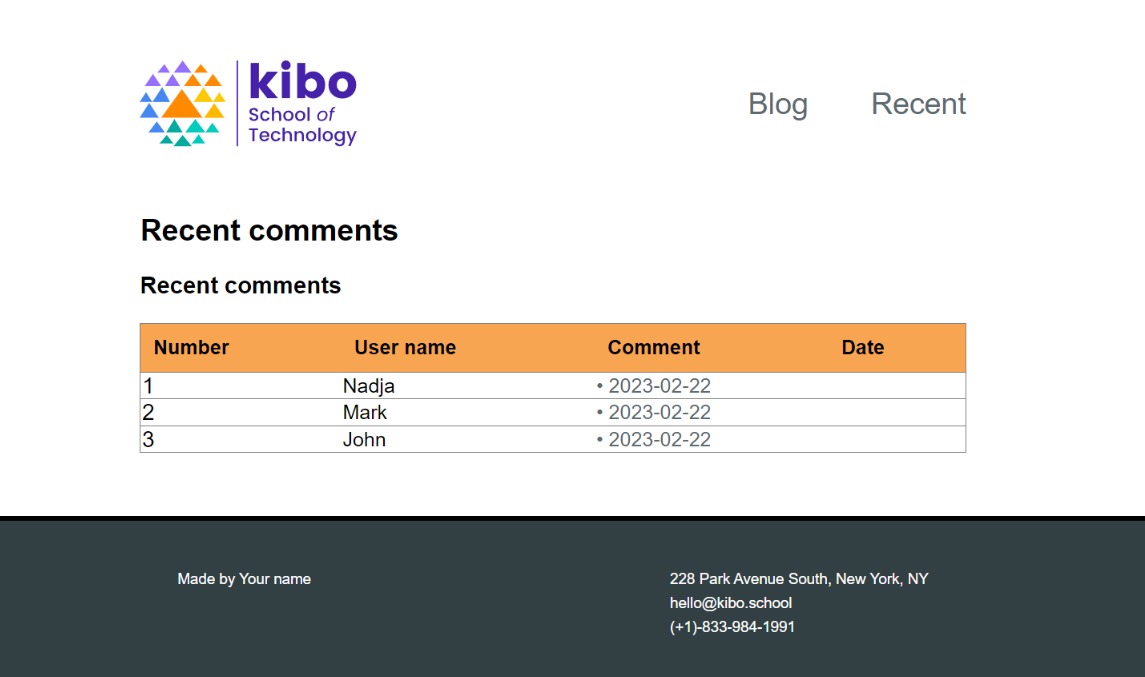 kibo
School of
Technology
Blog Recent
Recent comments
Recent comments
Number User name Comment Date
1 Nadja • 2023-02-22
2 Mark • 2023-02-22
3 John • 2023-02-22
Made by Your name
228 Park Avenue South, New York, NY
hello@kibo.school
(+1)-833-984-1991